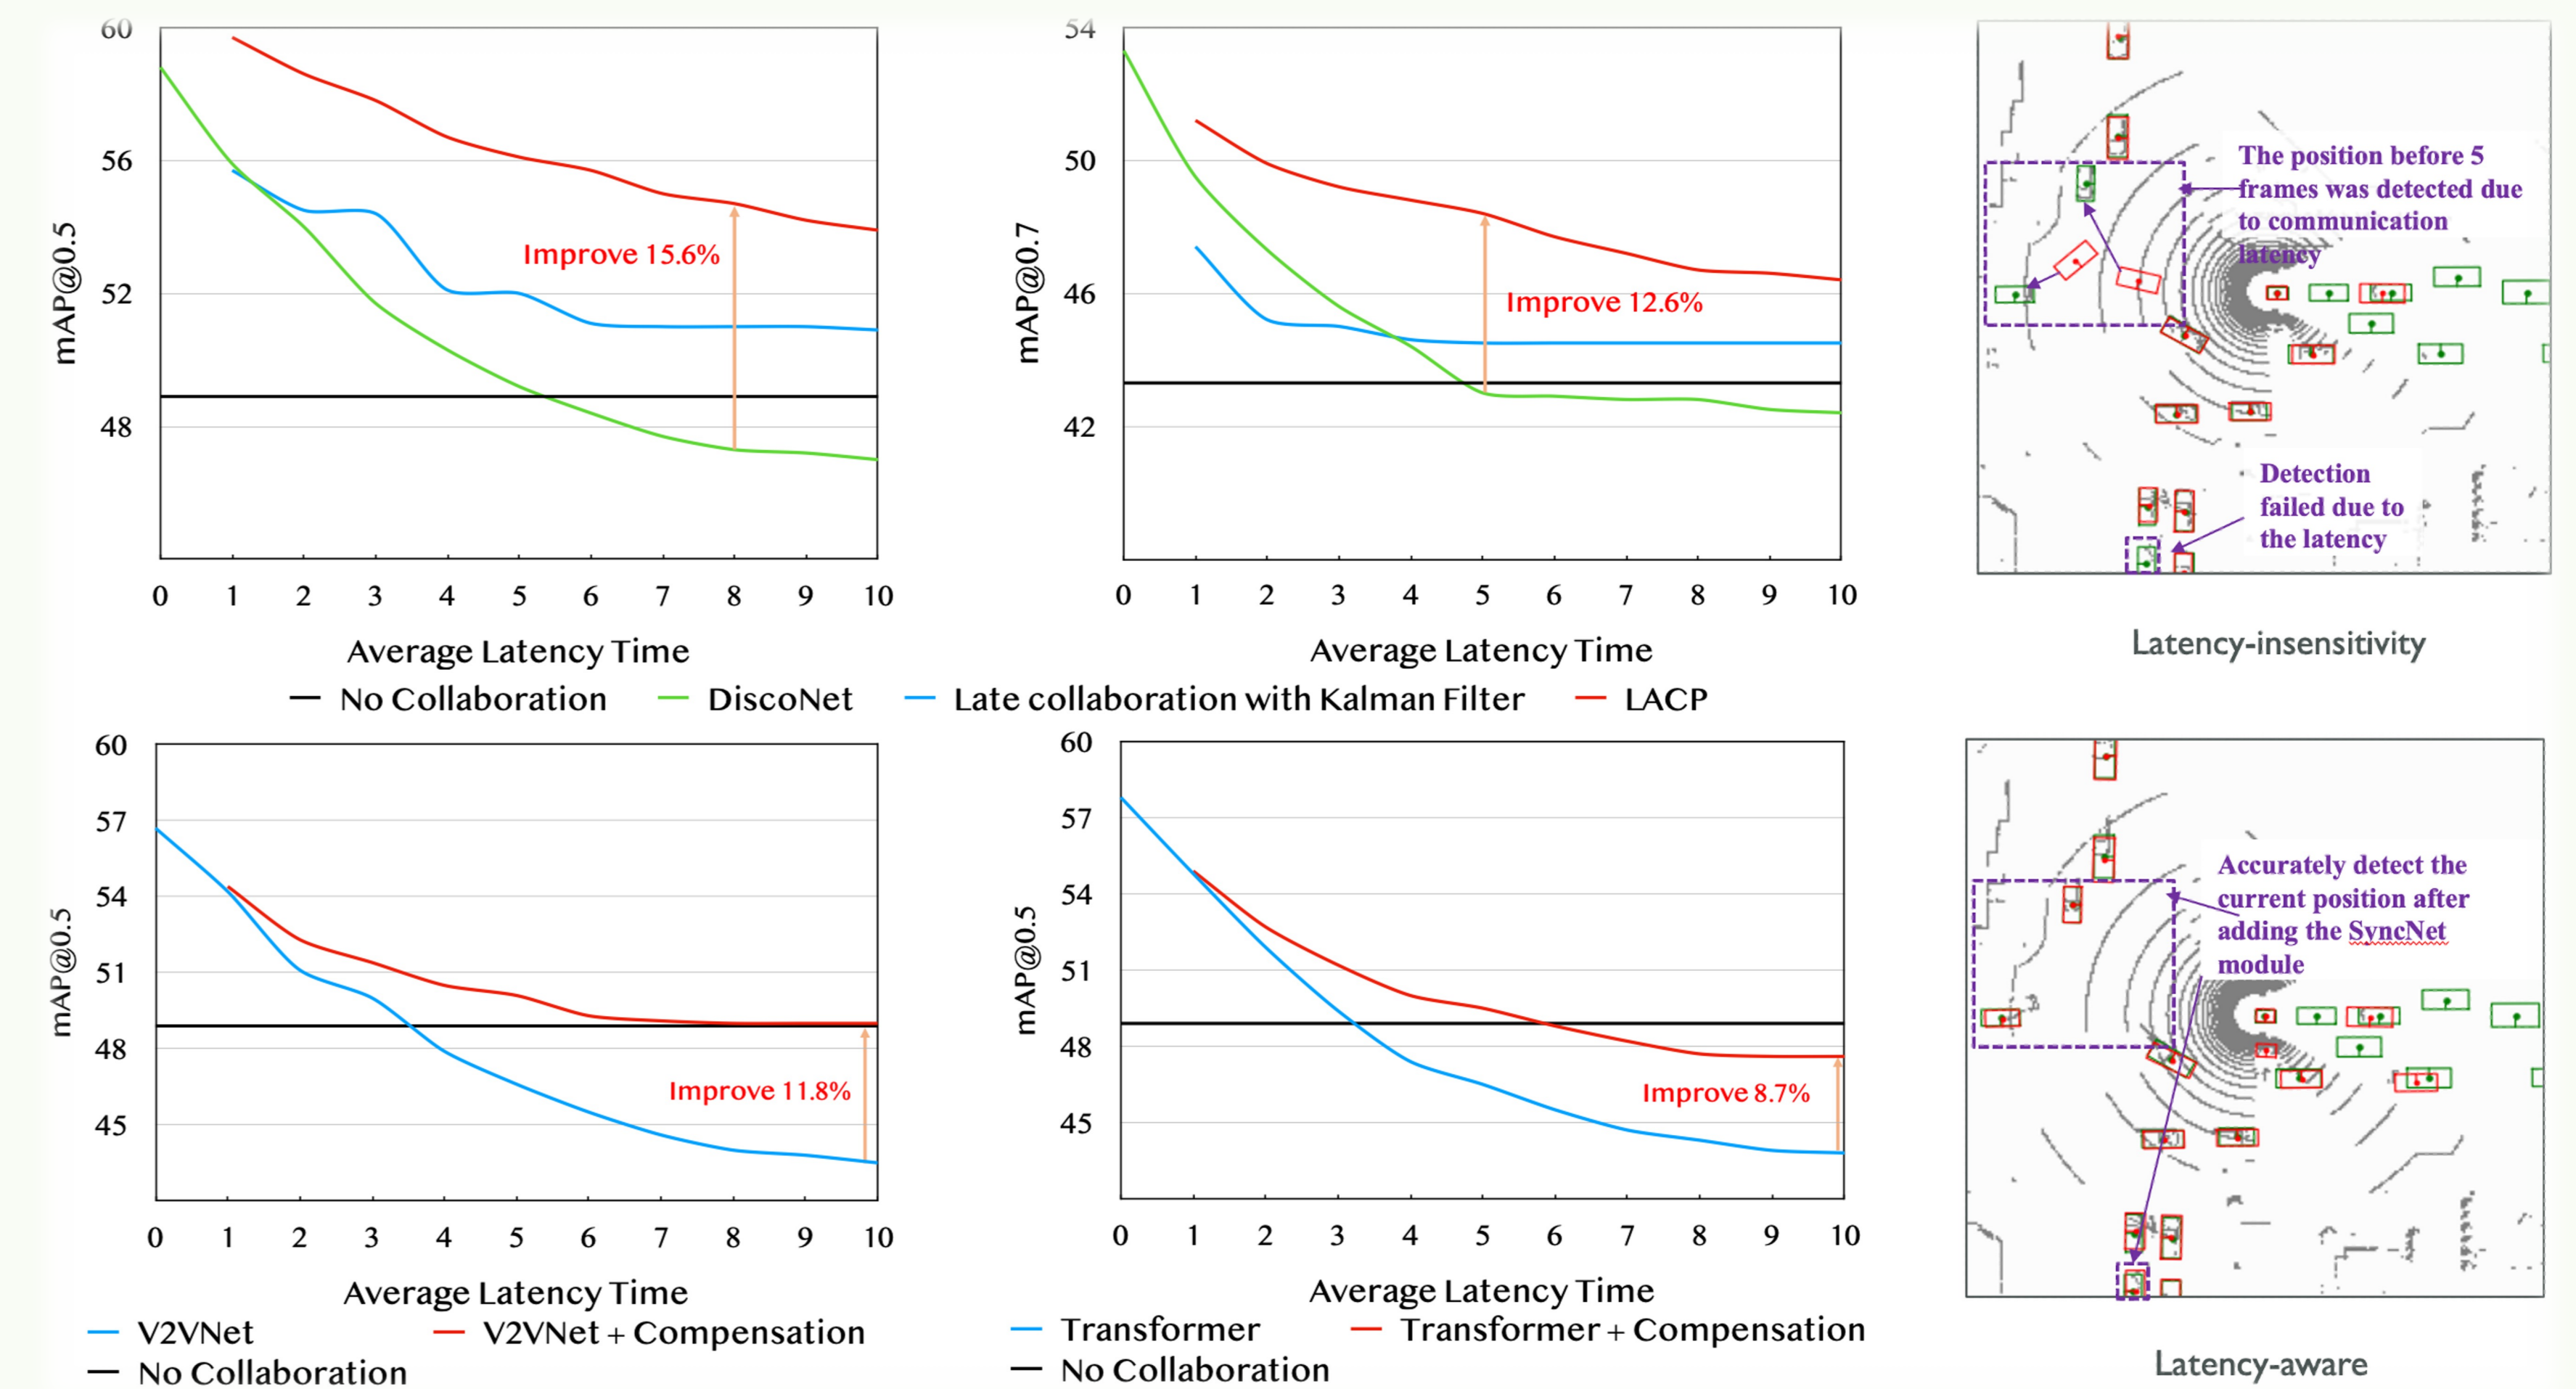 60
56
52
48
mAP@0.5
Improve 15.6%
0 1 2 3 4 5 6 7 8 9 10
Average Latency Time
54
50
46
42
mAP@0.7
Improve 12.6%
0 1 2 3 4 5 6 7 8 9 10
Average Latency Time
No Collaboration DiscoNet Late collaboration with Kalman Filter LACP
The position before 5
frames was detected due
to communication
latency
Detection
failed due to
the latency
Latency-insensitivity
60
57
54
51
48
45
mAP@0.5
Improve 11.8%
0 1 2 3 4 5 6 7 8 9 10
Average Latency Time
V2VNet V2VNet + Compensation
No Collaboration
60
57
54
51
48
45
mAP@0.5
Improve 8.7%
0 1 2 3 4 5 6 7 8 9 10
Average Latency Time
Transformer Transformer + Compensation
No Collaboration
Accurately detect the
current position after
adding the SyncNet
module
Latency-aware